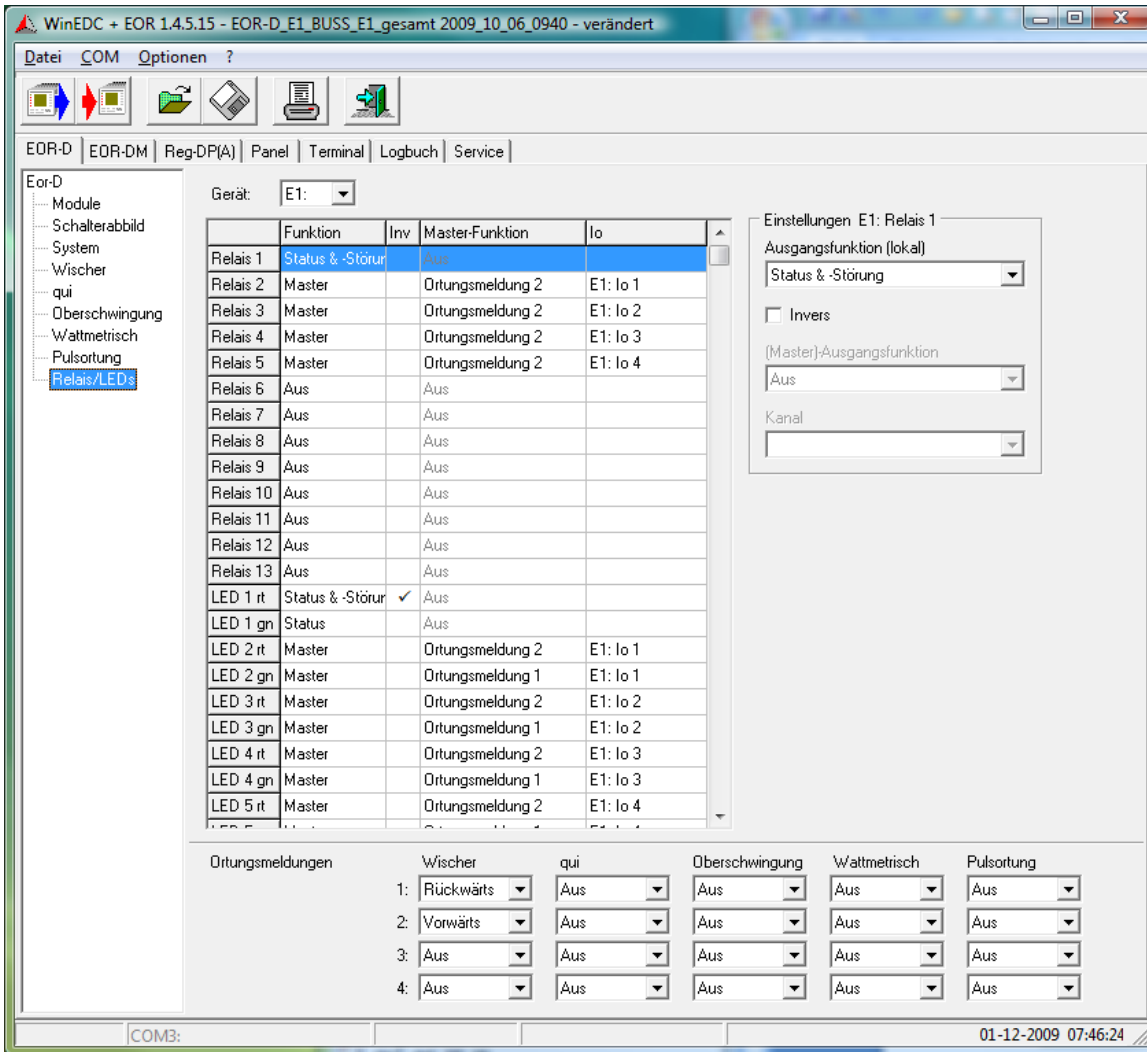 WinEDC + EOR 1.4.5.15 - EOR-D_E1_BUSS_E1_gesamt 2009_10_06_0940 - verändert
Datei COM Optionen ?
EOR-D EOR-DM Reg-DP(A) Panel Terminal Logbuch Service
Eor-D
Module
Schalterabbild
System
Wischer
qui
Oberschwingung
Wattmetrisch
Pulsortung
Relais/LEDs
Gerät: E1:
Funktion Inv Master-Funktion Io
Relais 1 Status & -Störur Aus
Relais 2 Master Ortungsmeldung 2 E1: Io 1
Relais 3 Master Ortungsmeldung 2 E1: Io 2
Relais 4 Master Ortungsmeldung 2 E1: Io 3
Relais 5 Master Ortungsmeldung 2 E1: Io 4
Relais 6 Aus Aus
Relais 7 Aus Aus
Relais 8 Aus Aus
Relais 9 Aus Aus
Relais 10 Aus Aus
Relais 11 Aus Aus
Relais 12 Aus Aus
Relais 13 Aus Aus
LED 1 rt Status & -Störur ✓ Aus
LED 1 gn Status Aus
LED 2 rt Master Ortungsmeldung 2 E1: Io 1
LED 2 gn Master Ortungsmeldung 1 E1: Io 1
LED 3 rt Master Ortungsmeldung 2 E1: Io 2
LED 3 gn Master Ortungsmeldung 1 E1: Io 2
LED 4 rt Master Ortungsmeldung 2 E1: Io 3
LED 4 gn Master Ortungsmeldung 1 E1: Io 3
LED 5 rt Master Ortungsmeldung 2 E1: Io 4
Einstellungen E1: Relais 1
Ausgangsfunktion (lokal)
Status & -Störung
Invers
(Master)-Ausgangsfunktion
Aus
Kanal
Ortungsmeldungen Wischer qui Oberschwingung Wattmetrisch Pulsortung
1: Rückwärts Aus Aus Aus Aus
2: Vorwärts Aus Aus Aus Aus
3: Aus Aus Aus Aus Aus
4: Aus Aus Aus Aus Aus
COM3: 01-12-2009 07:46:24